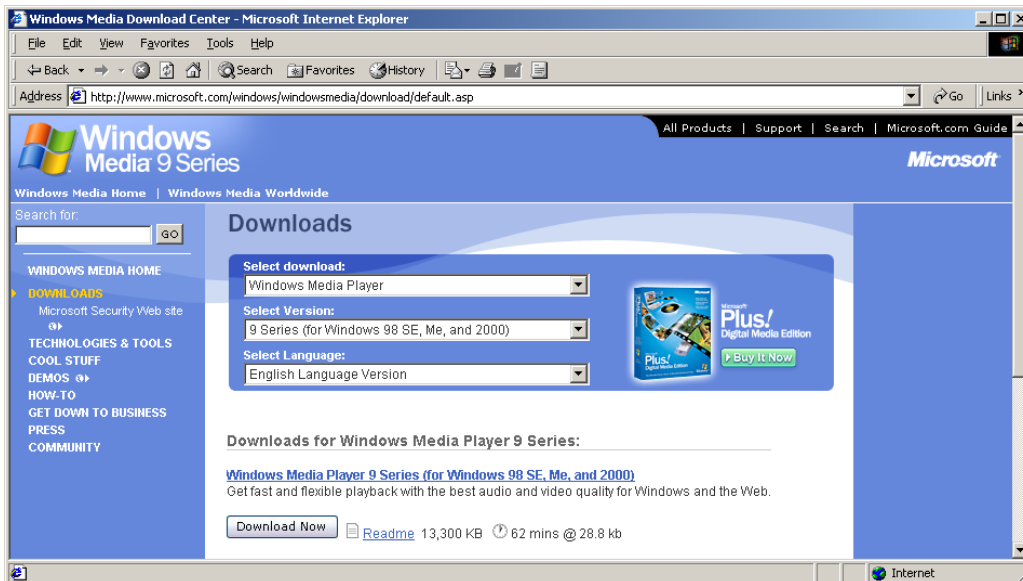 Windows Media Download Center - Microsoft Internet Explorer
File Edit View Favorites Tools Help
Back Search Favorites History
Address http://www.microsoft.com/windows/windowsmedia/download/default.asp Go Links
All Products | Support | Search | Microsoft.com Guide
Windows
Media 9 Series
Microsoft
Windows Media Home | Windows Media Worldwide
Search for:
GO
WINDOWS MEDIA HOME
DOWNLOADS
Microsoft Security Web site
TECHNOLOGIES & TOOLS
COOL STUFF
DEMOS
HOW-TO
GET DOWN TO BUSINESS
PRESS
COMMUNITY
Downloads
Select download:
Windows Media Player
Select Version:
9 Series (for Windows 98 SE, Me, and 2000)
Select Language:
English Language Version
Plus!
Digital Media Edition
Microsoft
Plus!
Digital Media Edition
Buy It Now
Downloads for Windows Media Player 9 Series:
Windows Media Player 9 Series (for Windows 98 SE, Me, and 2000)
Get fast and flexible playback with the best audio and video quality for Windows and the Web.
Download Now Readme 13,300 KB 62 mins @ 28.8 kb
Internet